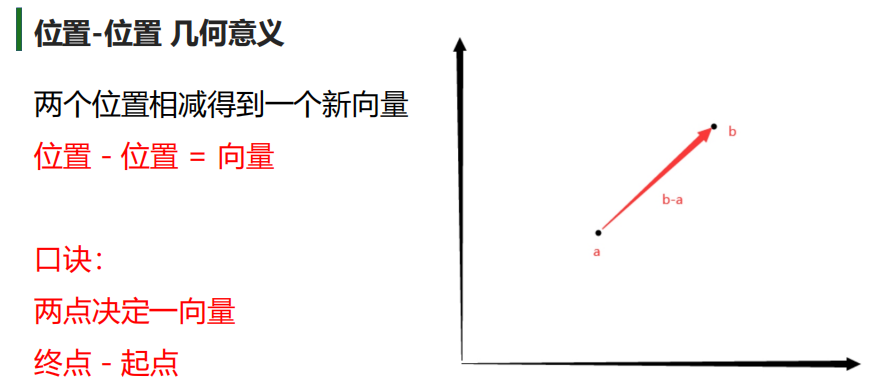 位置-位置 几何意义
两个位置相减得到一个新向量
位置 - 位置 = 向量
口诀：
两点决定一向量
终点 - 起点
b
b-a
a